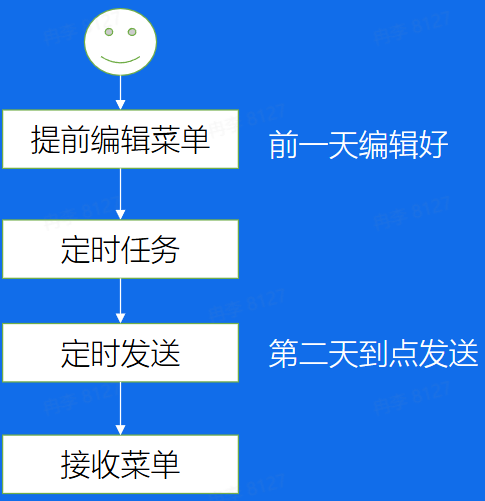 提前编辑菜单
前一天编辑好
定时任务
定时发送
第二天到点发送
接收菜单